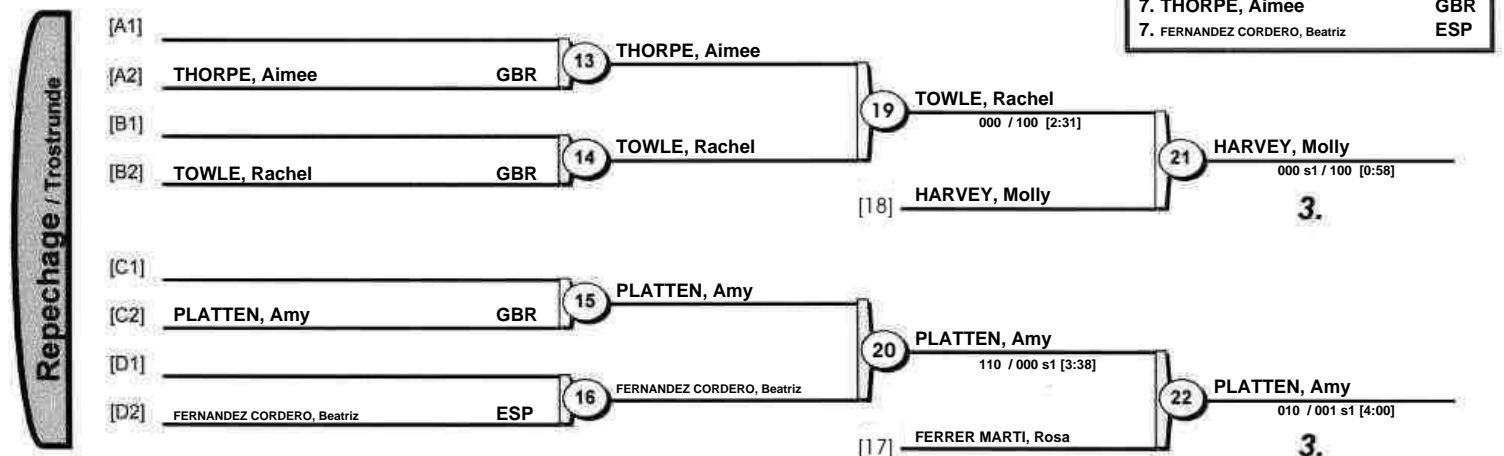 7. THORPE, Aimee GBR
7. FERNANDEZ CORDERO, Beatriz ESP
Repechage / Trostrunde
[A1]
[A2] THORPE, Aimee GBR
13
THORPE, Aimee
[B1]
[B2] TOWLE, Rachel GBR
14
TOWLE, Rachel
19
TOWLE, Rachel
000 / 100 [2:31]
[18] HARVEY, Molly
21
HARVEY, Molly
000 s1 / 100 [0:58]
3.
[C1]
[C2] PLATTEN, Amy GBR
15
PLATTEN, Amy
[D1]
[D2] FERNANDEZ CORDERO, Beatriz ESP
16
FERNANDEZ CORDERO, Beatriz
20
PLATTEN, Amy
110 / 000 s1 [3:38]
[17] FERRER MARTI, Rosa
22
PLATTEN, Amy
010 / 001 s1 [4:00]
3.